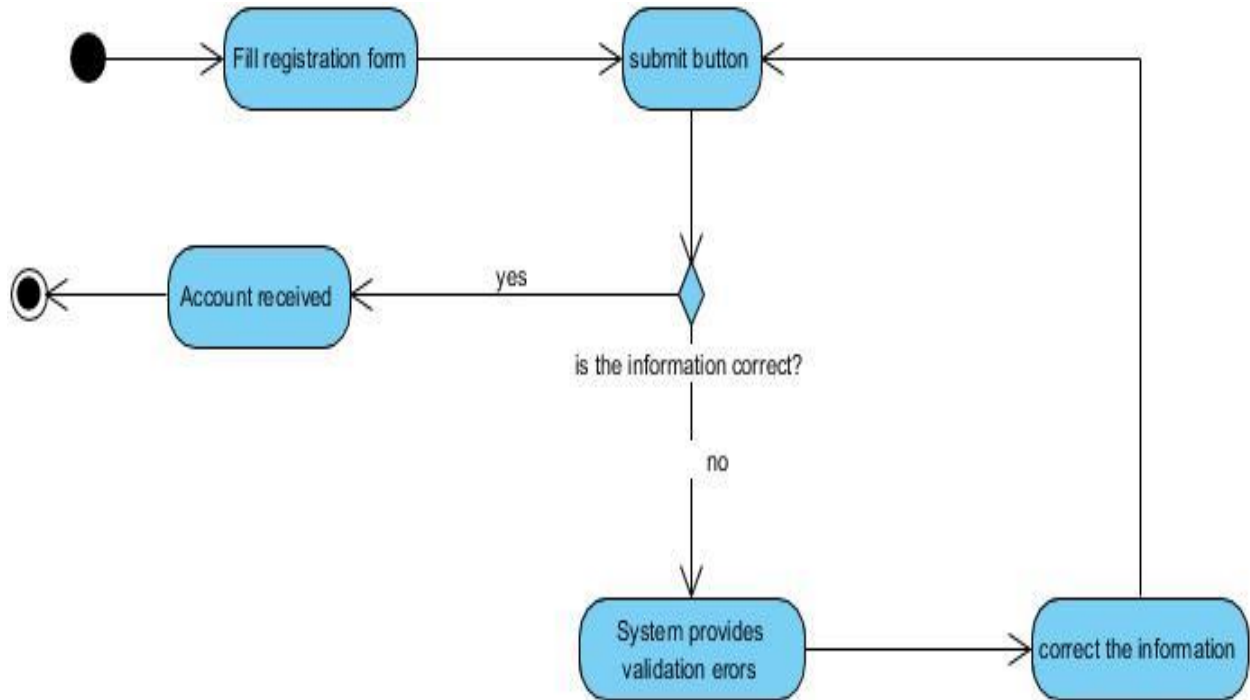 Fill registration form
submit button
Account received
yes
is the information correct?
no
System provides
validation erors
correct the information